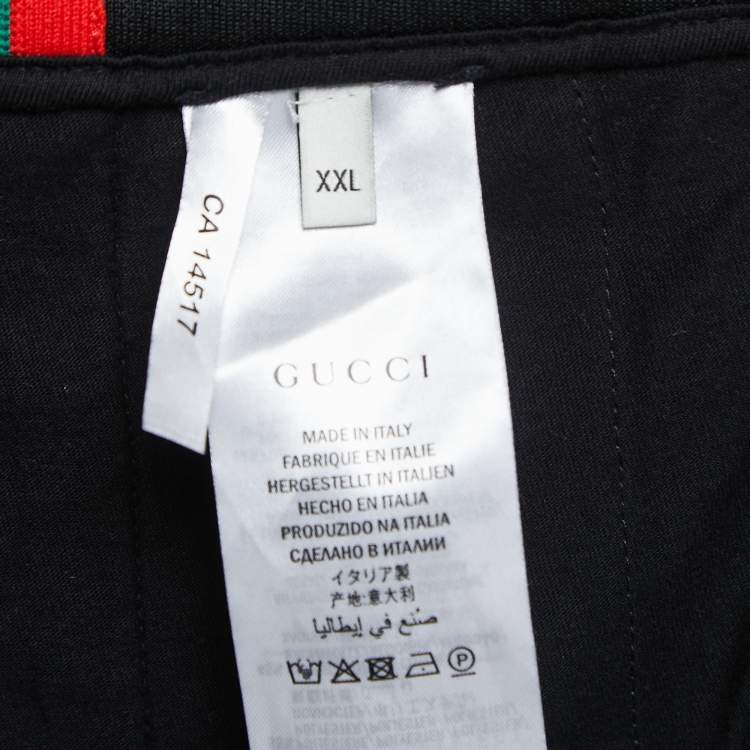 XXL
CA 14517
GUCCI
MADE IN ITALY
FABRIQUE EN ITALIE
HERGESTELLT IN ITALIEN
HECHO EN ITALIA
PRODUZIDO NA ITALIA
СДЕЛАНО В ИТАЛИИ
イタリア製
产地:意大利
صُنع في إيطاليا
P